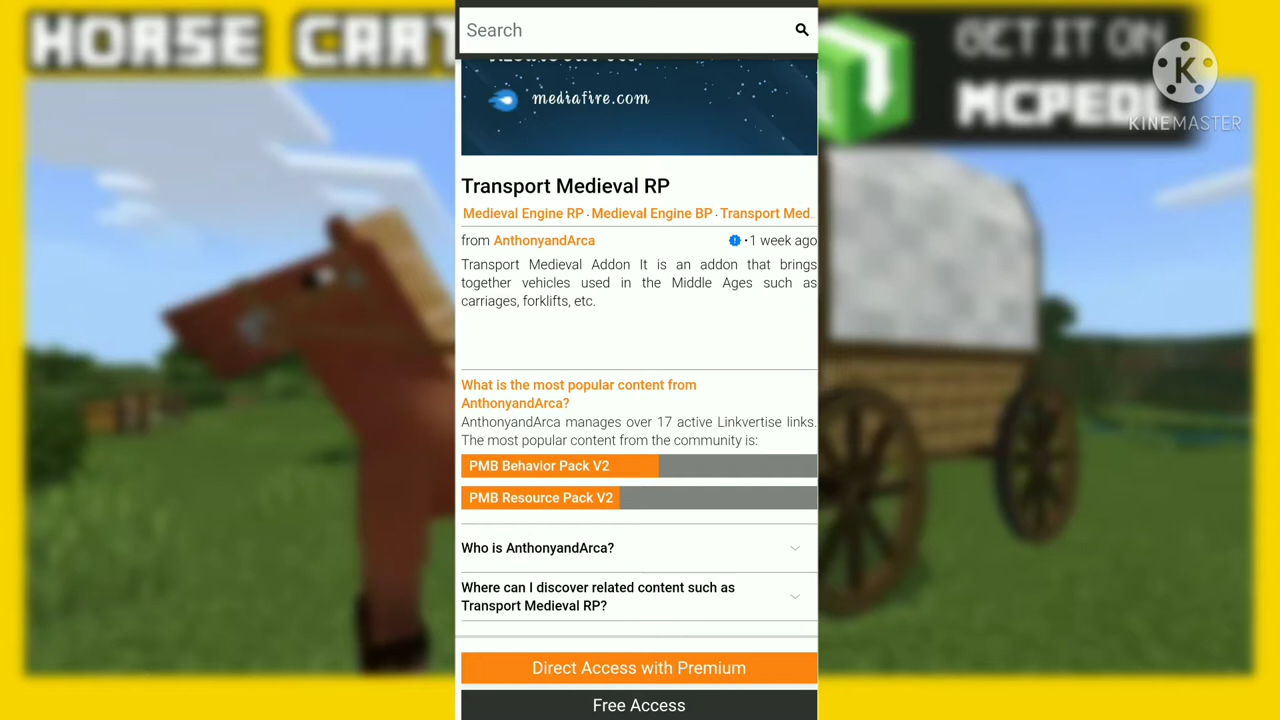 HORSE CART
GET IT ON
MCPEDL
K
KINEMASTER
Search
mediafire.com
Transport Medieval RP
Medieval Engine RP · Medieval Engine BP · Transport Med..
from AnthonyandArca
• 1 week ago
Transport Medieval Addon It is an addon that brings
together vehicles used in the Middle Ages such as
carriages, forklifts, etc.
What is the most popular content from
AnthonyandArca?
AnthonyandArca manages over 17 active Linkvertise links.
The most popular content from the community is:
PMB Behavior Pack V2
PMB Resource Pack V2
Who is AnthonyandArca?
Where can I discover related content such as
Transport Medieval RP?
Direct Access with Premium
Free Access